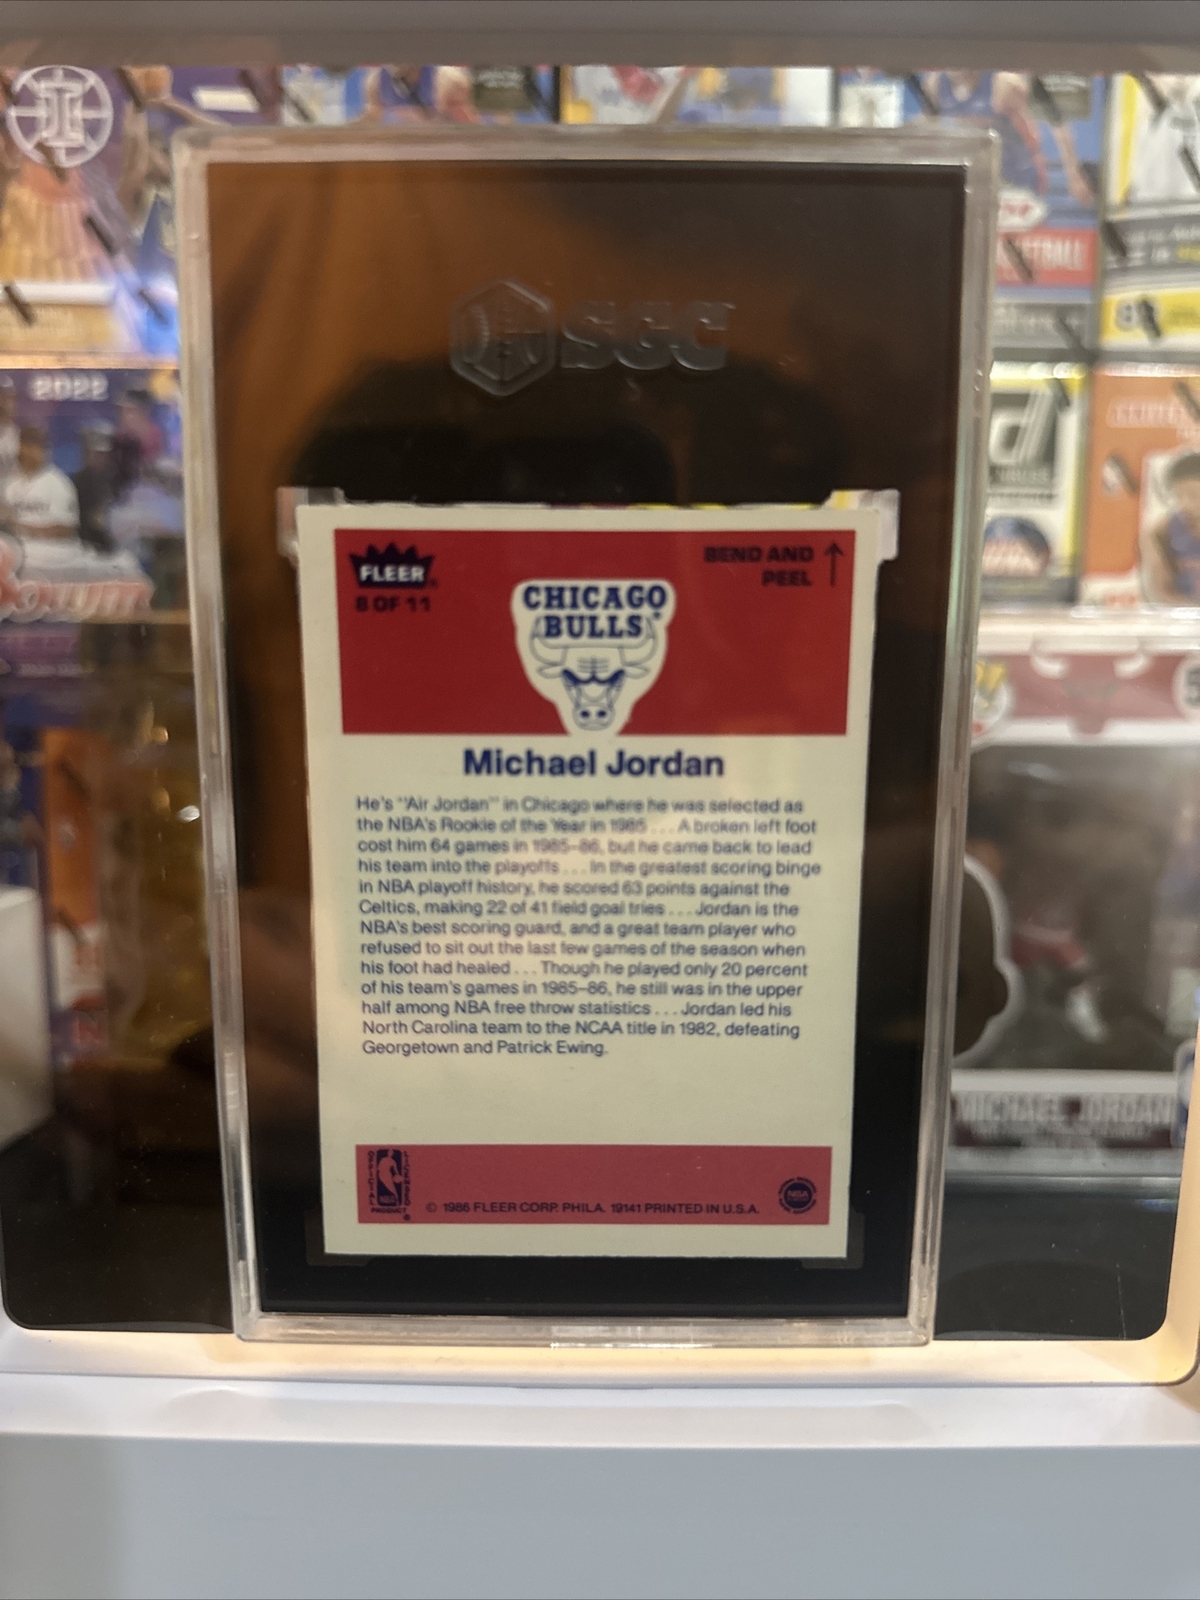 2022
SGC
FLEER
8 OF 11
BEND AND
PEEL
CHICAGO
BULLS
Michael Jordan
He's "Air Jordan" in Chicago where he was selected as
the NBA's Rookie of the Year in 1985 . . . A broken left foot
cost him 64 games in 1985–86, but he came back to lead
his team into the playoffs . . . In the greatest scoring binge
in NBA playoff history, he scored 63 points against the
Celtics, making 22 of 41 field goal tries . . . Jordan is the
NBA's best scoring guard, and a great team player who
refused to sit out the last few games of the season when
his foot had healed . . . Though he played only 20 percent
of his team's games in 1985–86, he still was in the upper
half among NBA free throw statistics . . . Jordan led his
North Carolina team to the NCAA title in 1982, defeating
Georgetown and Patrick Ewing.
OFFICIAL
LICENSED
NBA
PRODUCT
© 1986 FLEER CORP. PHILA. 19141 PRINTED IN U.S.A.
NBA
MICHAEL JORDAN